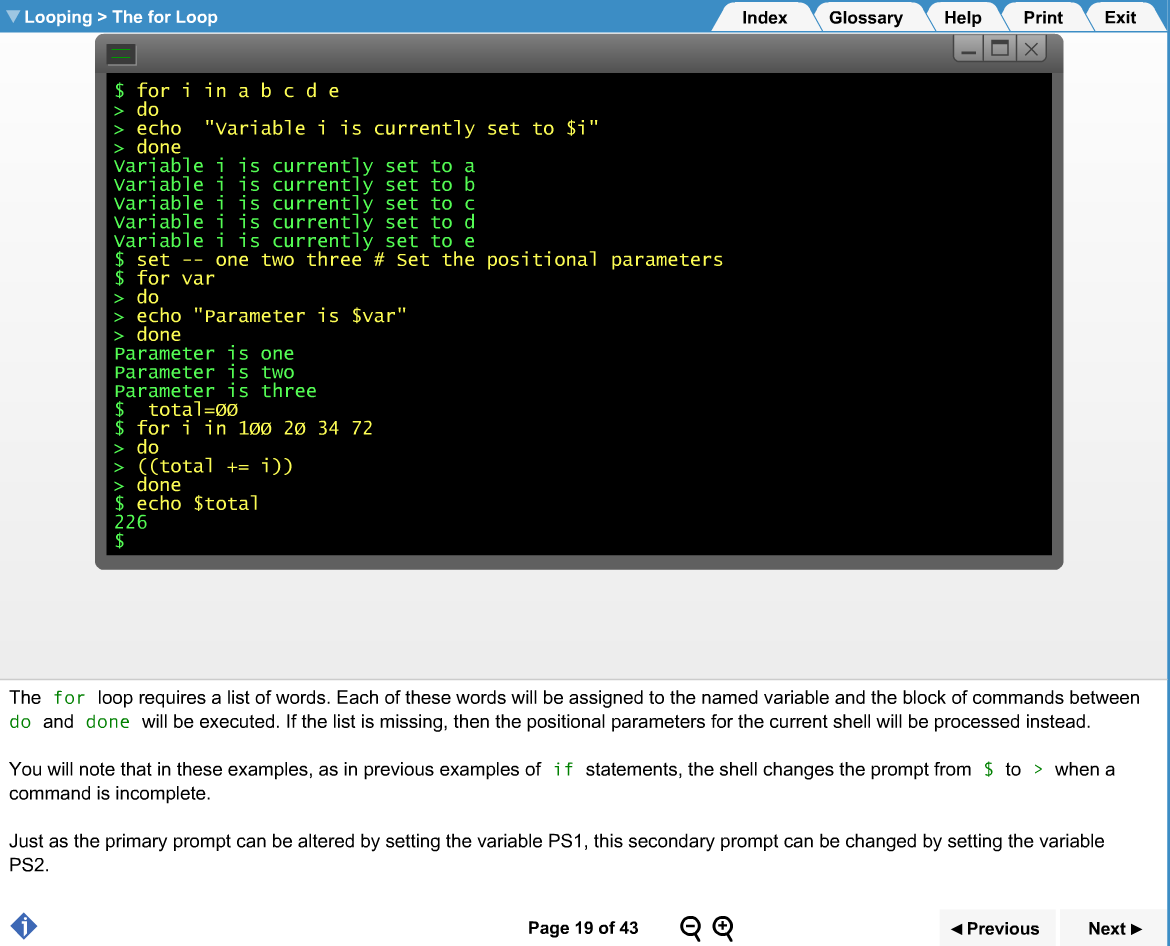 Looping > The for Loop
Index Glossary Help Print Exit
$ for i in a b c d e
> do
> echo  "Variable i is currently set to $i"
> done
Variable i is currently set to a
Variable i is currently set to b
Variable i is currently set to c
Variable i is currently set to d
Variable i is currently set to e
$ set -- one two three # Set the positional parameters
$ for var
> do
> echo "Parameter is $var"
> done
Parameter is one
Parameter is two
Parameter is three
$  total=00
$ for i in 100 20 34 72
> do
> ((total += i))
> done
$ echo $total
226
$
The for loop requires a list of words. Each of these words will be assigned to the named variable and the block of commands between
do and done will be executed. If the list is missing, then the positional parameters for the current shell will be processed instead.
You will note that in these examples, as in previous examples of if statements, the shell changes the prompt from $ to > when a
command is incomplete.
Just as the primary prompt can be altered by setting the variable PS1, this secondary prompt can be changed by setting the variable
PS2.
i
Page 19 of 43
◄Previous
Next►